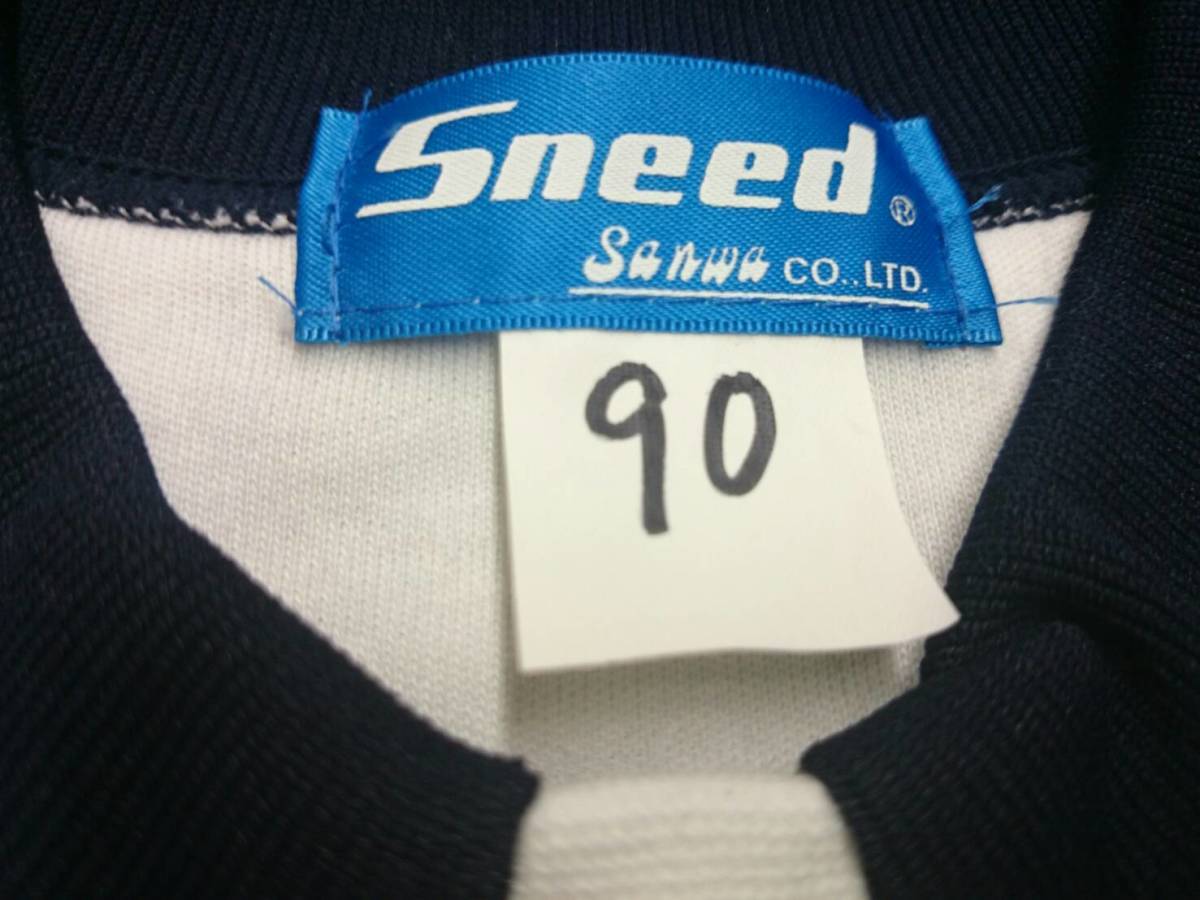 Sneed ®
Sanwa CO.,LTD.
90